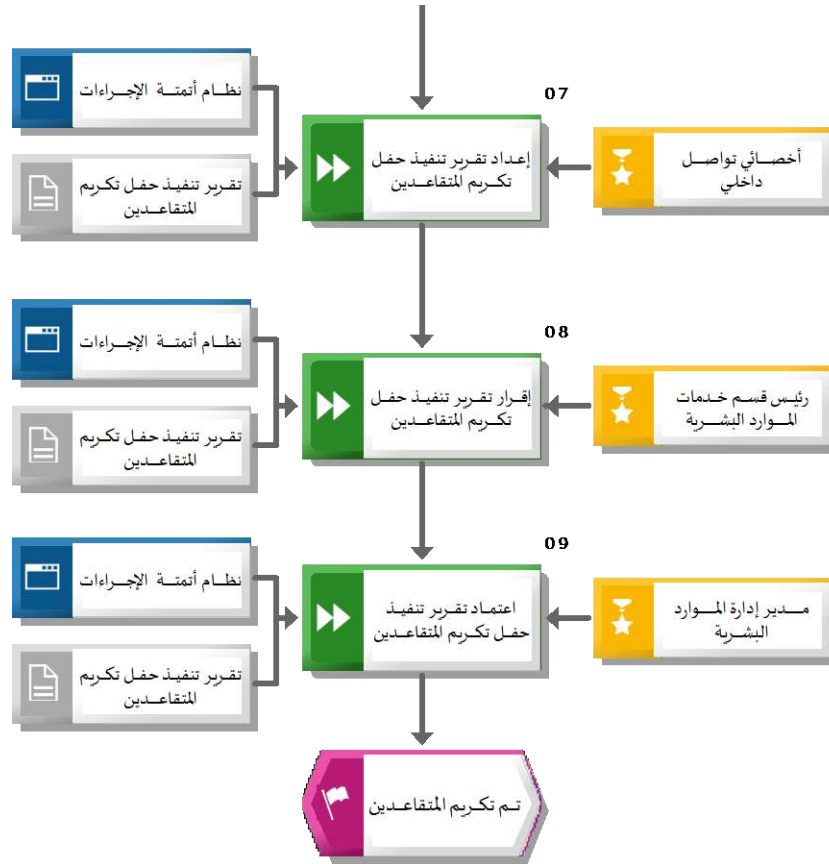 07
أخصائي تواصل
داخلي
إعداد تقرير تنفيذ حفل
تكريم المتقاعدين
نظام أتمتة الإجراءات
تقرير تنفيذ حفل تكريم
المتقاعدين
08
رئيس قسم خدمات
الموارد البشرية
إقرار تقرير تنفيذ حفل
تكريم المتقاعدين
نظام أتمتة الإجراءات
تقرير تنفيذ حفل تكريم
المتقاعدين
09
مدير إدارة الموارد
البشرية
اعتماد تقرير تنفيذ
حفل تكريم المتقاعدين
نظام أتمتة الإجراءات
تقرير تنفيذ حفل تكريم
المتقاعدين
تم تكريم المتقاعدين